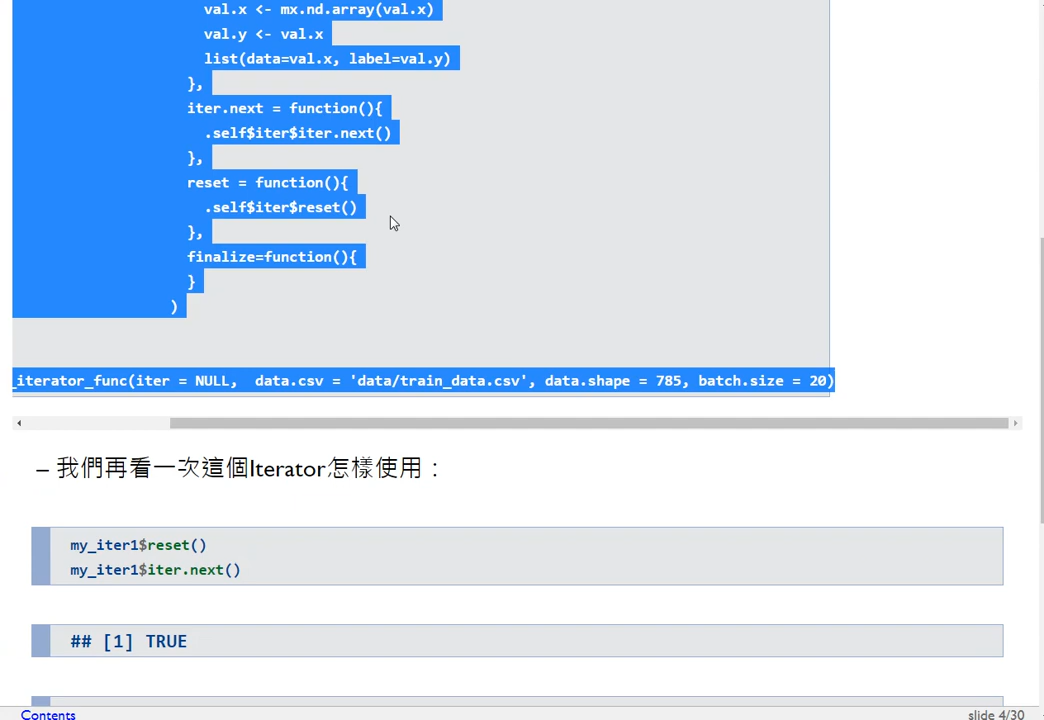 val.x <- mx.nd.array(val.x)
val.y <- val.x
list(data=val.x, label=val.y)
},
iter.next = function(){
.self$iter$iter.next()
},
reset = function(){
.self$iter$reset()
},
finalize=function(){
}
)
_iterator_func(iter = NULL,  data.csv = 'data/train_data.csv', data.shape = 785, batch.size = 20)
– 我們再看一次這個Iterator怎樣使用：
my_iter1$reset()
my_iter1$iter.next()
## [1] TRUE
Contents
slide 4/30